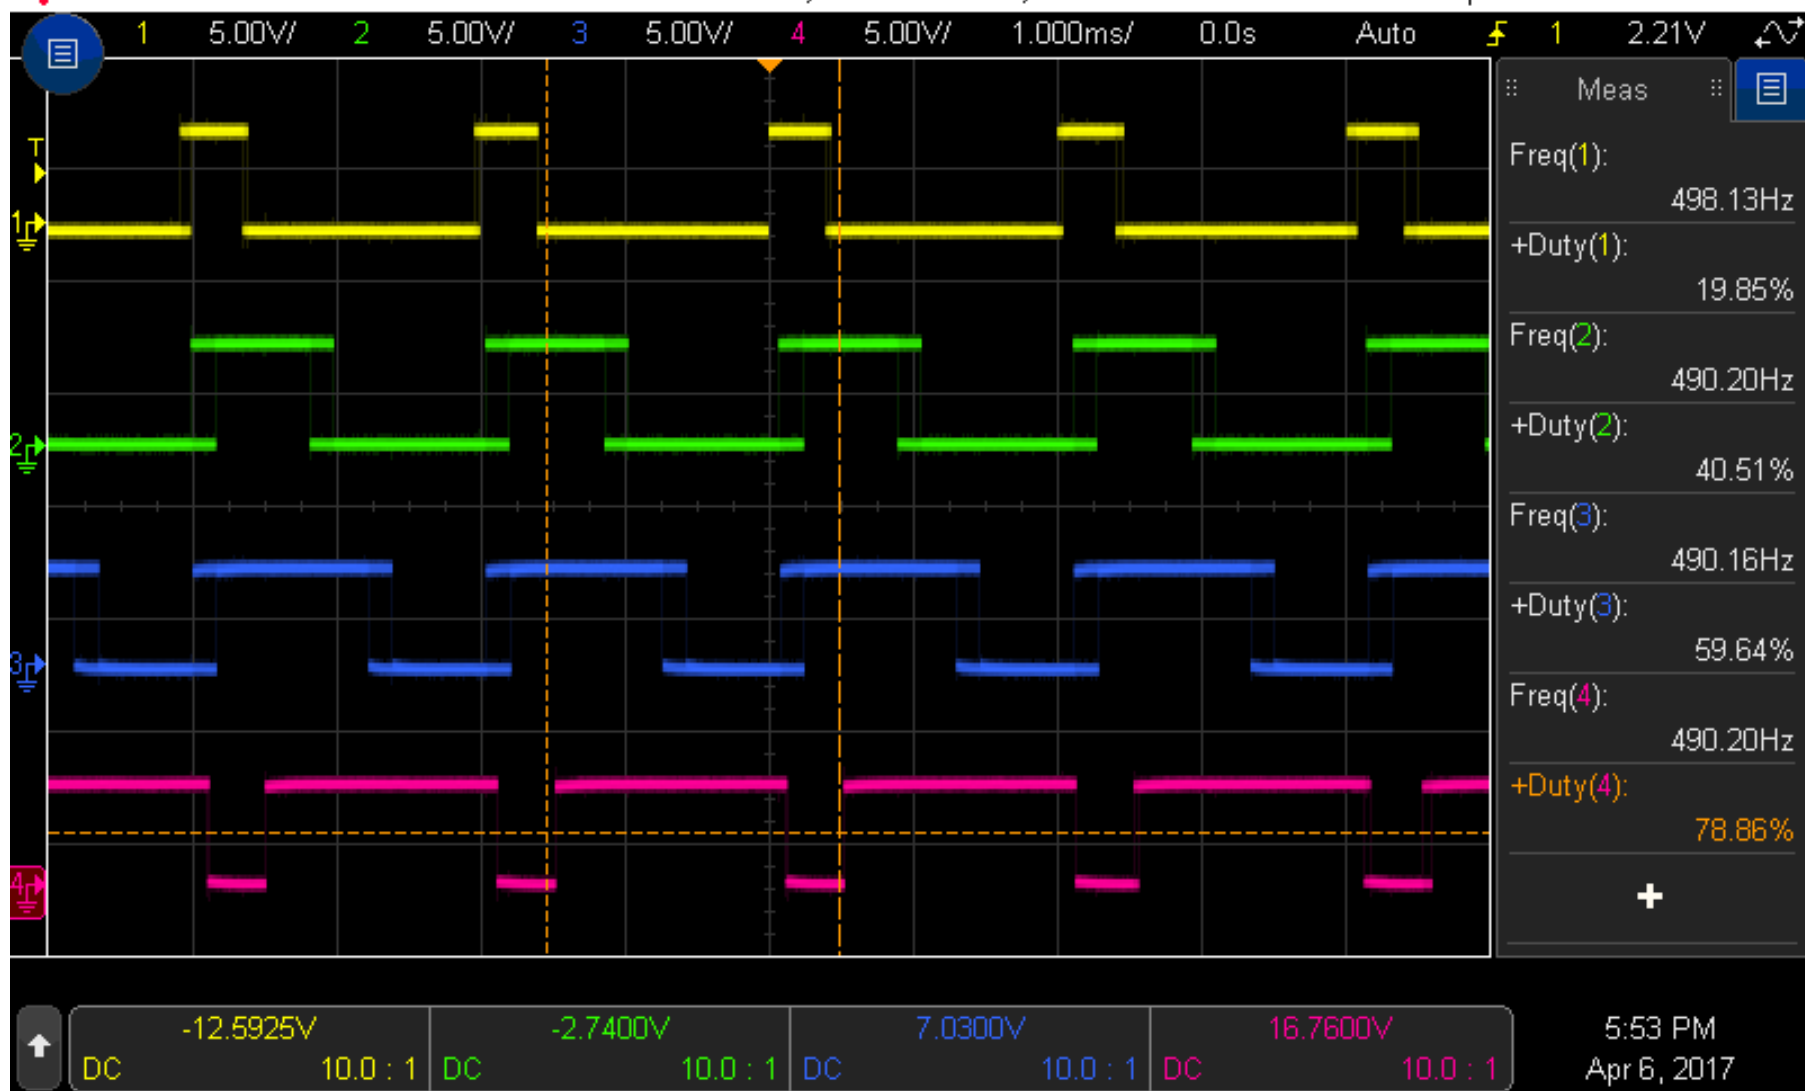 1 5.00V/ 2 5.00V/ 3 5.00V/ 4 5.00V/ 1.000ms/ 0.0s Auto 1 2.21V
Meas
T
1
2
3
4
Freq(1):
498.13Hz
+Duty(1):
19.85%
Freq(2):
490.20Hz
+Duty(2):
40.51%
Freq(3):
490.16Hz
+Duty(3):
59.64%
Freq(4):
490.20Hz
+Duty(4):
78.86%
-12.5925V
DC 10.0 : 1
-2.7400V
DC 10.0 : 1
7.0300V
DC 10.0 : 1
16.7600V
DC 10.0 : 1
5:53 PM
Apr 6, 2017